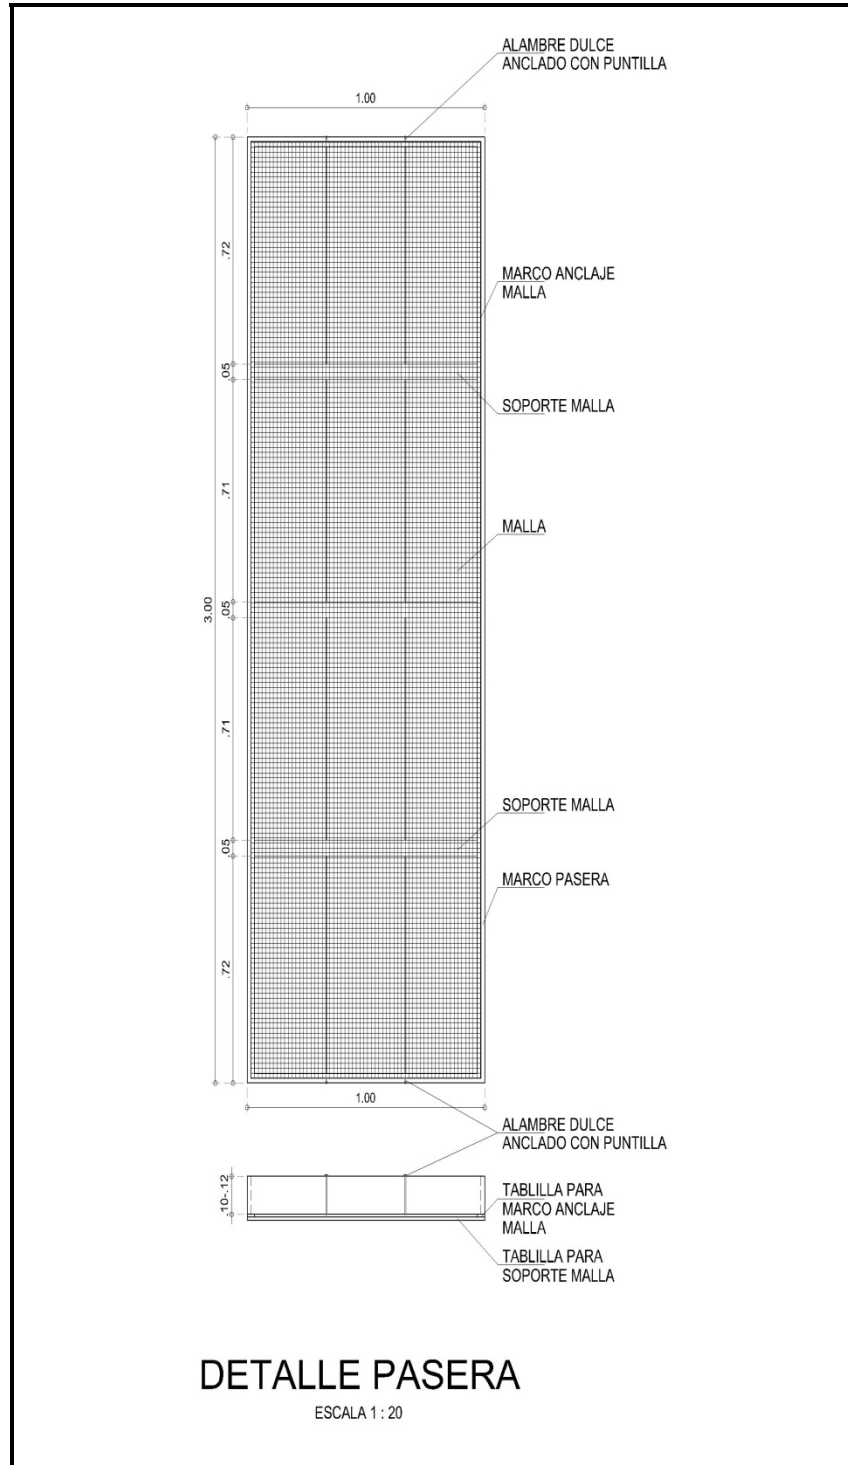 ALAMBRE DULCE
ANCLADO CON PUNTILLA
1.00
.72
MARCO ANCLAJE
MALLA
.05
SOPORTE MALLA
.71
MALLA
3.00
.05
.71
SOPORTE MALLA
.05
MARCO PASERA
.72
1.00
ALAMBRE DULCE
ANCLADO CON PUNTILLA
.10-.12
TABLILLA PARA
MARCO ANCLAJE
MALLA
TABLILLA PARA
SOPORTE MALLA
DETALLE PASERA
ESCALA 1 : 20